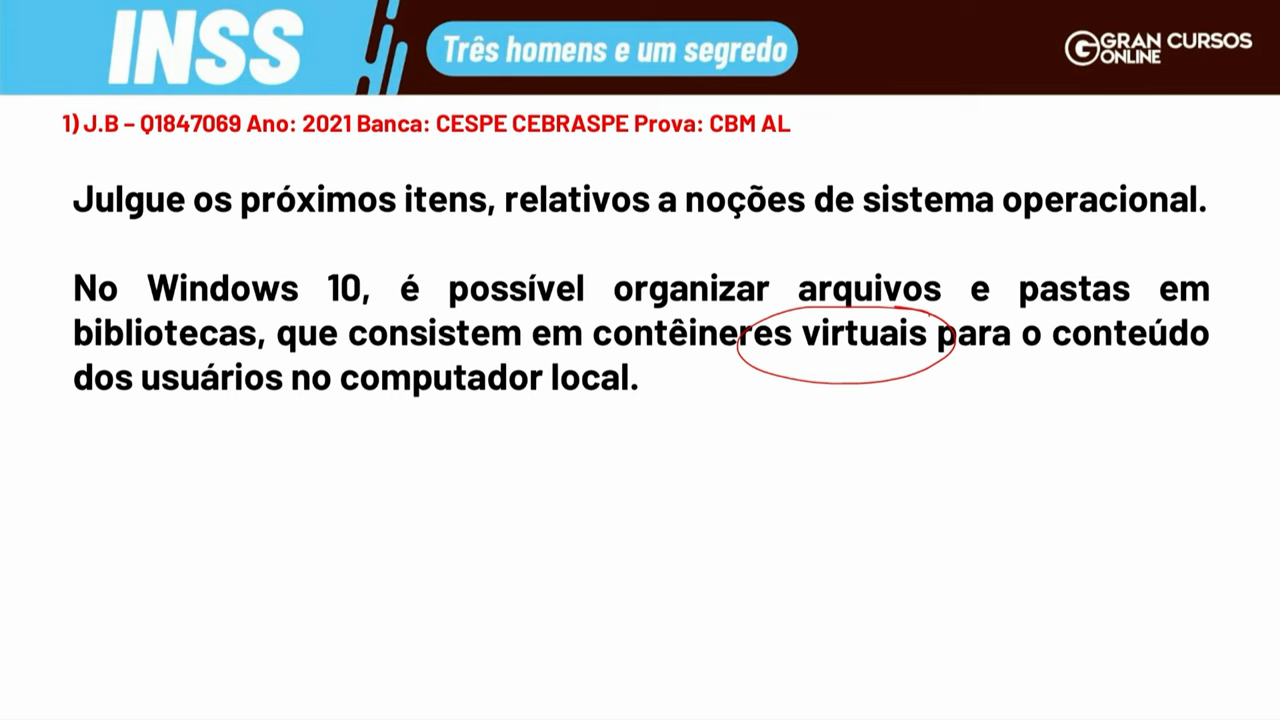 INSS
Três homens e um segredo
GRAN CURSOS
ONLINE
1) J.B – Q1847069 Ano: 2021 Banca: CESPE CEBRASPE Prova: CBM AL
Julgue os próximos itens, relativos a noções de sistema operacional.
No Windows 10, é possível organizar arquivos e pastas em
bibliotecas, que consistem em contêineres virtuais para o conteúdo
dos usuários no computador local.